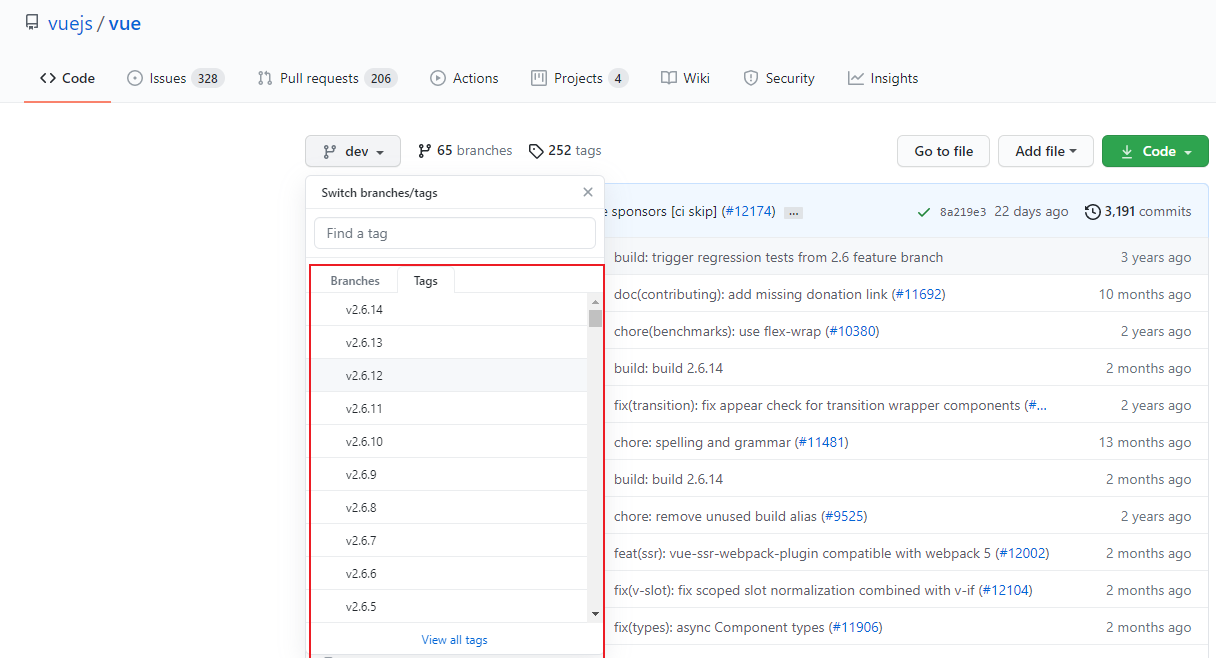 vuejs / vue
Code Issues 328 Pull requests 206 Actions Projects 4 Wiki Security Insights
dev 65 branches 252 tags Go to file Add file Code
Switch branches/tags
Find a tag
Branches Tags
v2.6.14
v2.6.13
v2.6.12
v2.6.11
v2.6.10
v2.6.9
v2.6.8
v2.6.7
v2.6.6
v2.6.5
View all tags
sponsors [ci skip] (#12174) ... 8a219e3 22 days ago 3,191 commits
build: trigger regression tests from 2.6 feature branch 3 years ago
doc(contributing): add missing donation link (#11692) 10 months ago
chore(benchmarks): use flex-wrap (#10380) 2 years ago
build: build 2.6.14 2 months ago
fix(transition): fix appear check for transition wrapper components (#... 2 years ago
chore: spelling and grammar (#11481) 13 months ago
build: build 2.6.14 2 months ago
chore: remove unused build alias (#9525) 2 years ago
feat(ssr): vue-ssr-webpack-plugin compatible with webpack 5 (#12002) 2 months ago
fix(v-slot): fix scoped slot normalization combined with v-if (#12104) 2 months ago
fix(types): async Component types (#11906) 2 months ago